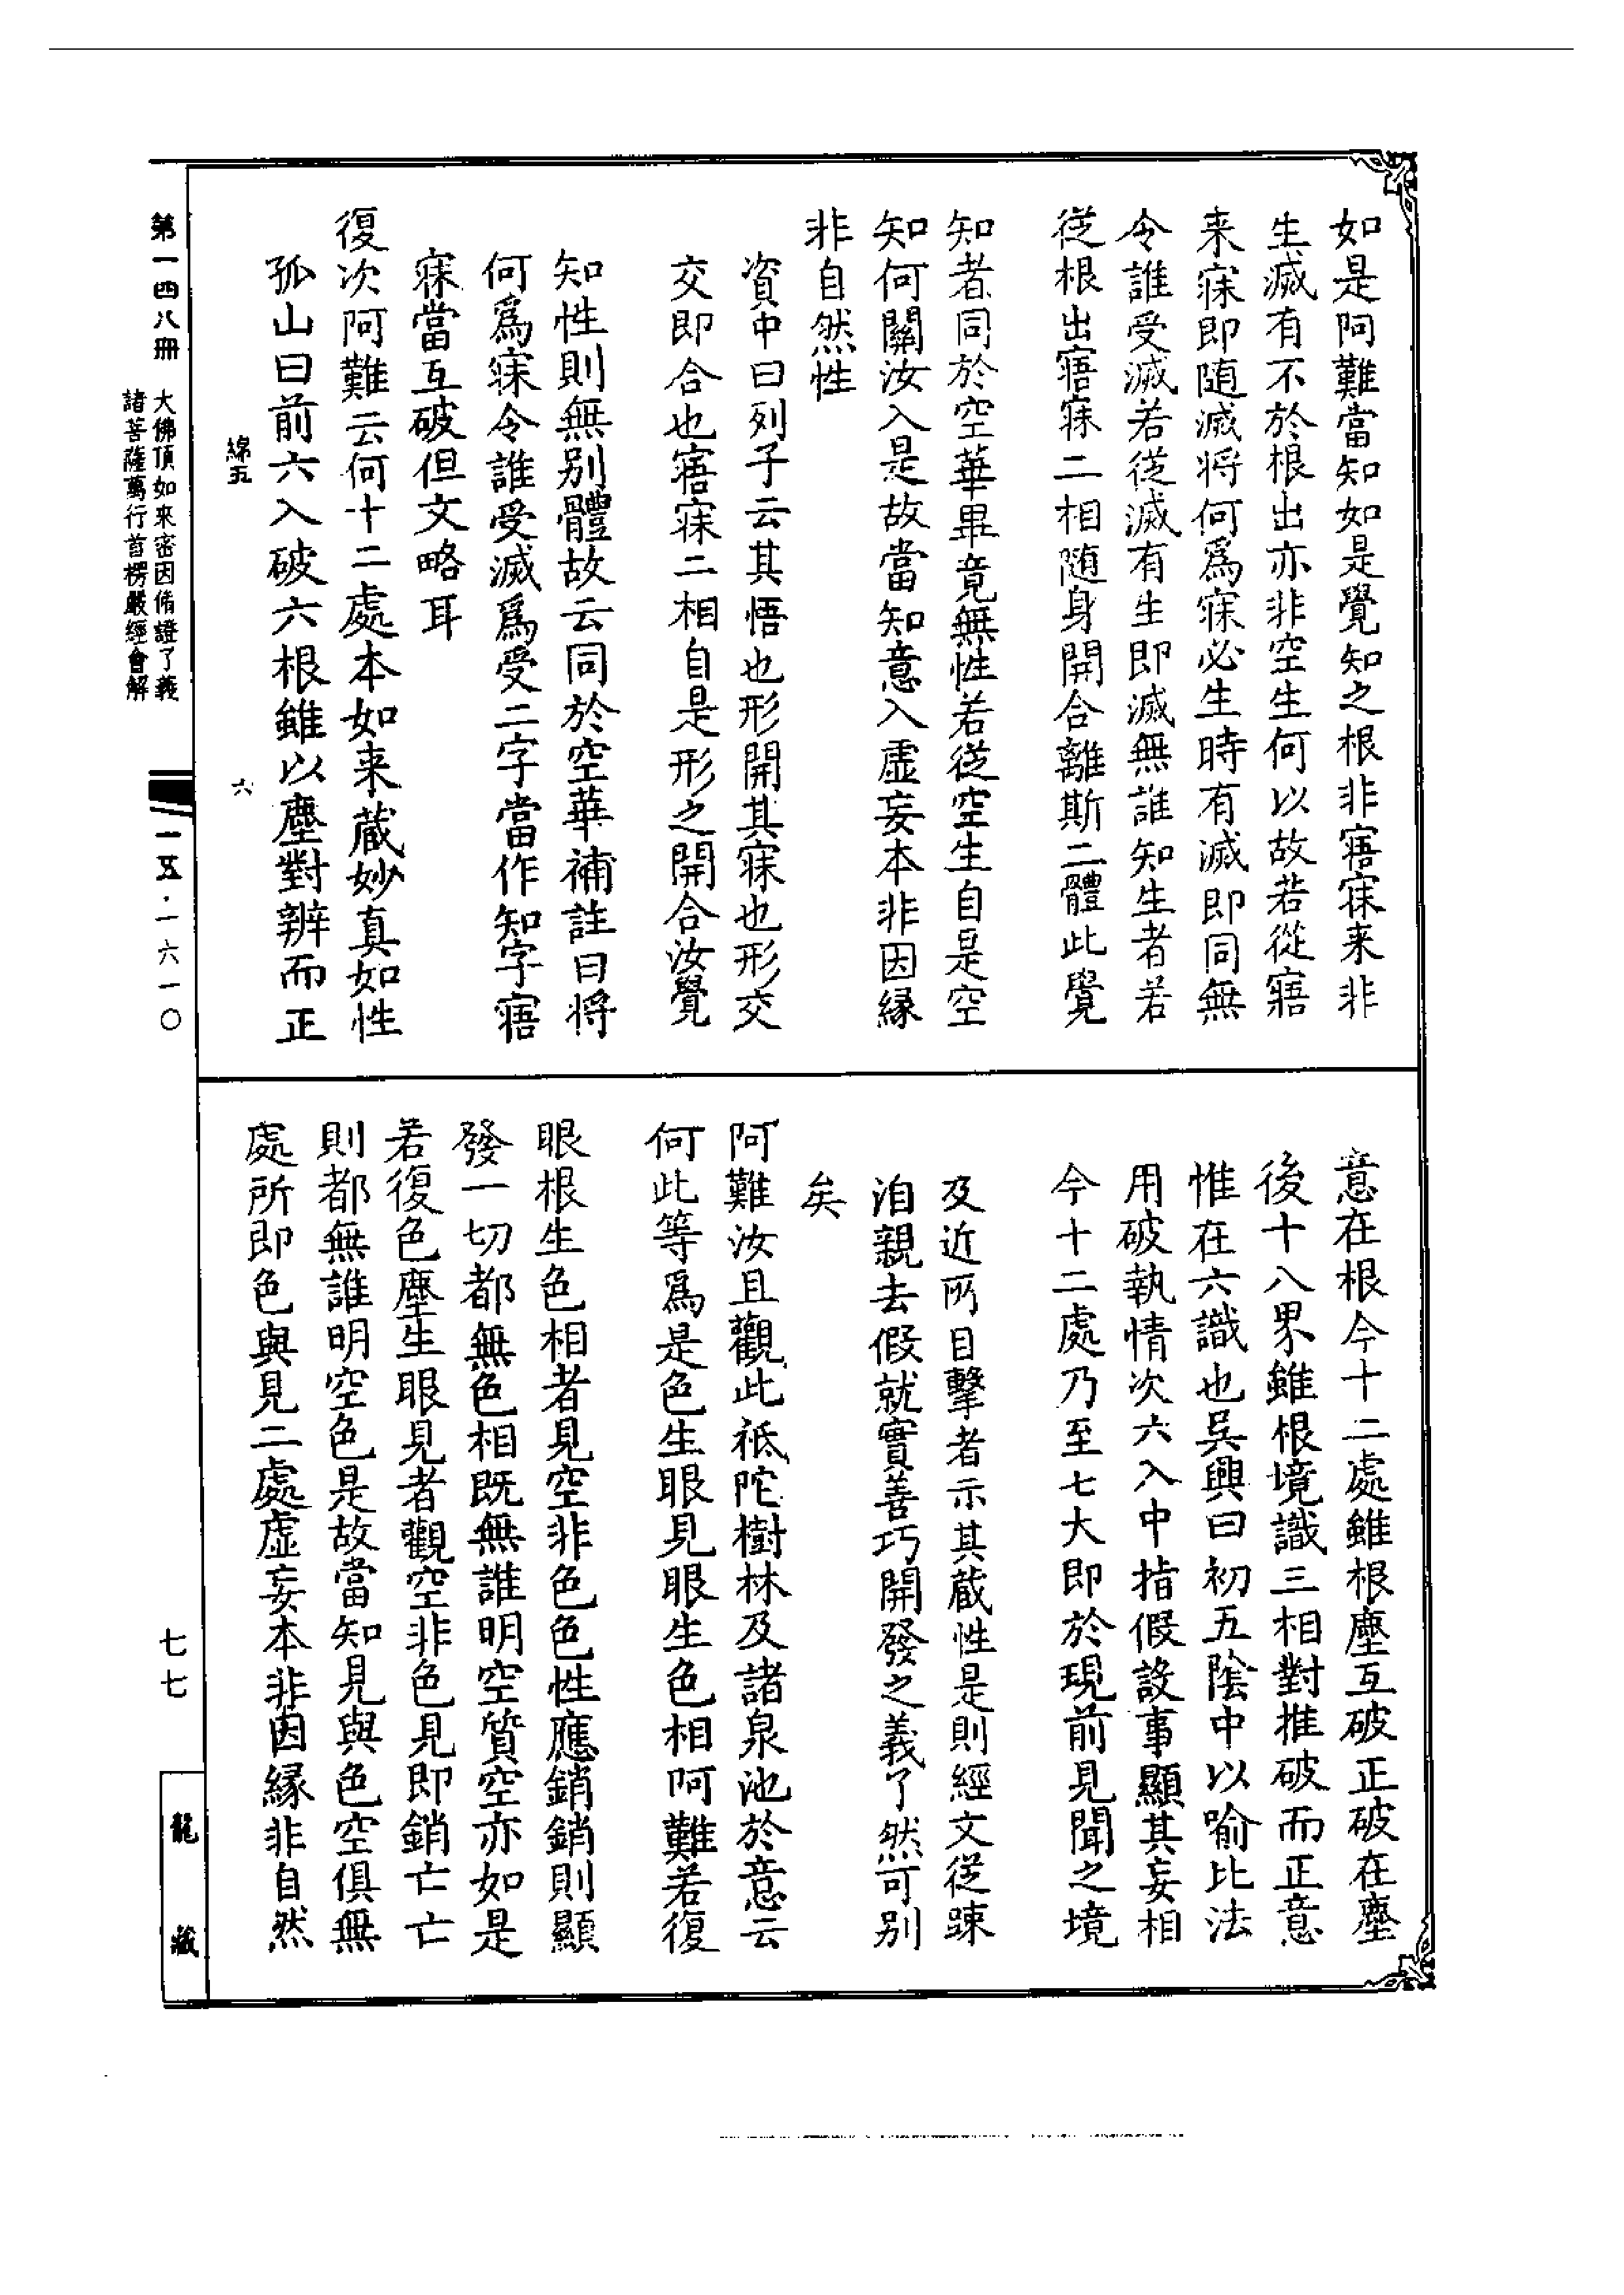 如是阿難當知如是覺知之根非寤寐来非
生滅有不於根出亦非空生何以故若從寤
来寐即随滅将何爲寐必生時有滅即同無
令誰受滅若從滅有生即滅無誰知生者若
從根出寤寐二相随身開合離斯二體此覺
知者同於空華畢竟無性若從空生自是空
知何關汝入是故當知意入虛妄本非因緣
非自然性
資中曰列子云其悟也形開其寐也形交
交即合也寤寐二相自是形之開合汝覺
知性則無别體故云同於空華補註曰将
何爲寐令誰受滅爲受二字當作知字寤
寐當互破但文略耳
復次阿難云何十二處本如来蔵妙真如性
孤山曰前六入破六根雖以塵對辨而正
意在根今十二處雖根塵互破正破在塵
後十八界雖根境識三相對推破而正意
惟在六識也吳興曰初五陰中以喻比法
用破執情次六入中指假設事顯其妄相
今十二處乃至七大即於現前見聞之境
及近所目擊者示其蔵性是則經文從踈
洎親去假就實善巧開發之義了然可别
矣
阿難汝且觀此祇陀樹林及諸泉池於意云
何此等爲是色生眼見眼生色相阿難若復
眼根生色相者見空非色色性應銷銷則顯
發一切都無色相既無誰明空質空亦如是
若復色塵生眼見者觀空非色見即銷亡亡
則都無誰明空色是故當知見與色空俱無
處所即色與見二處虛妄本非因緣非自然
綿五
六
第一四八冊
大佛頂如來密因修證了義
諸菩薩萬行首楞嚴經會解
一五·一六一〇
七七
龍藏